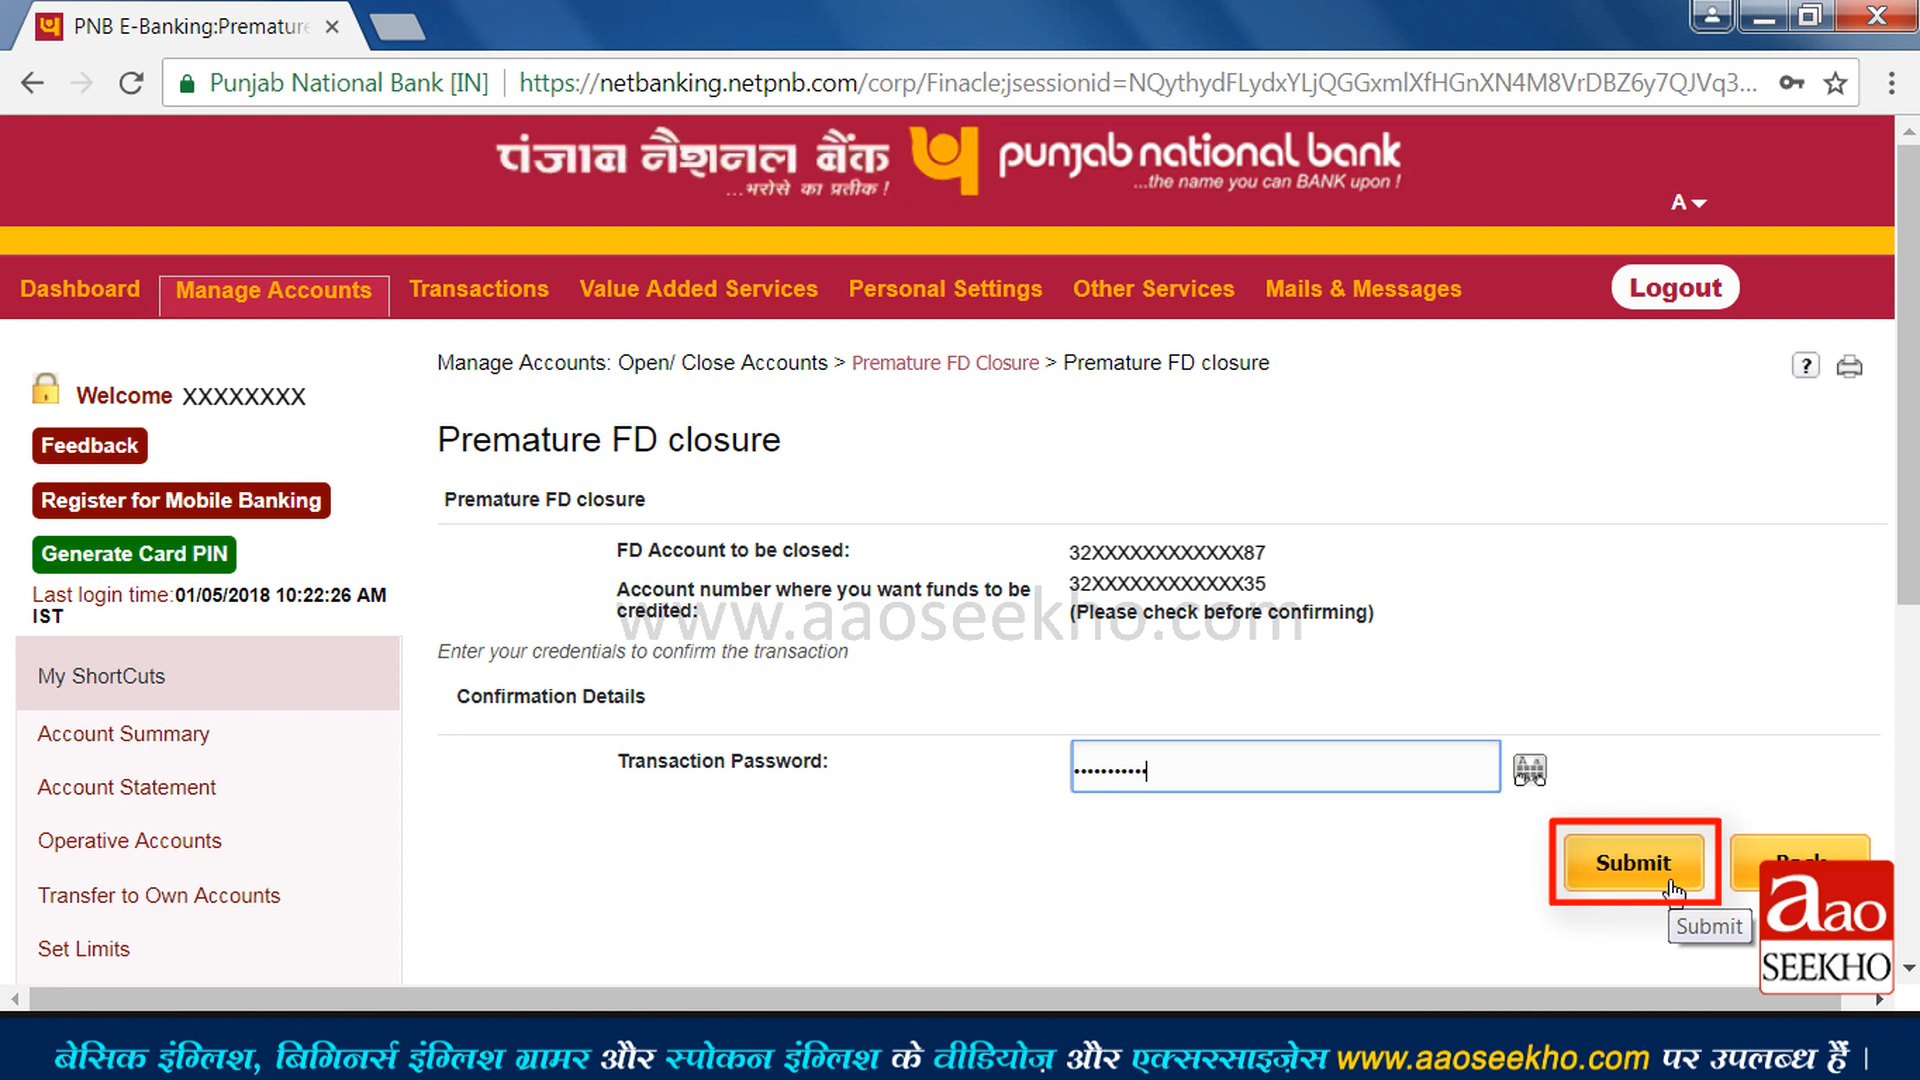 PNB E-Banking:Premature
Punjab National Bank [IN] https://netbanking.netpnb.com/corp/Finacle;jsessionid=NQythydFLydxYLjQGGxmlXfHGnXN4M8VrDBZ6y7QJVq3...
पंजाब नैशनल बैंक punjab national bank
...भरोसे का प्रतीक ! ...the name you can BANK upon !
A
Dashboard Manage Accounts Transactions Value Added Services Personal Settings Other Services Mails & Messages Logout
Manage Accounts: Open/ Close Accounts > Premature FD Closure > Premature FD closure ?
Welcome XXXXXXXX
Feedback
Register for Mobile Banking
Generate Card PIN
Last login time:01/05/2018 10:22:26 AM
IST
My ShortCuts
Account Summary
Account Statement
Operative Accounts
Transfer to Own Accounts
Set Limits
Premature FD closure
Premature FD closure
FD Account to be closed: 32XXXXXXXXXXXX87
Account number where you want funds to be credited: 32XXXXXXXXXXXX35
(Please check before confirming)
www.aaoseekho.com
Enter your credentials to confirm the transaction
Confirmation Details
Transaction Password:
Submit
Submit
aao
SEEKHO
बेसिक इंग्लिश, बिगिनर्स इंग्लिश ग्रामर और स्पोकन इंग्लिश के वीडियोज़ और एक्सरसाइज़ेस www.aaoseekho.com पर उपलब्ध हैं |